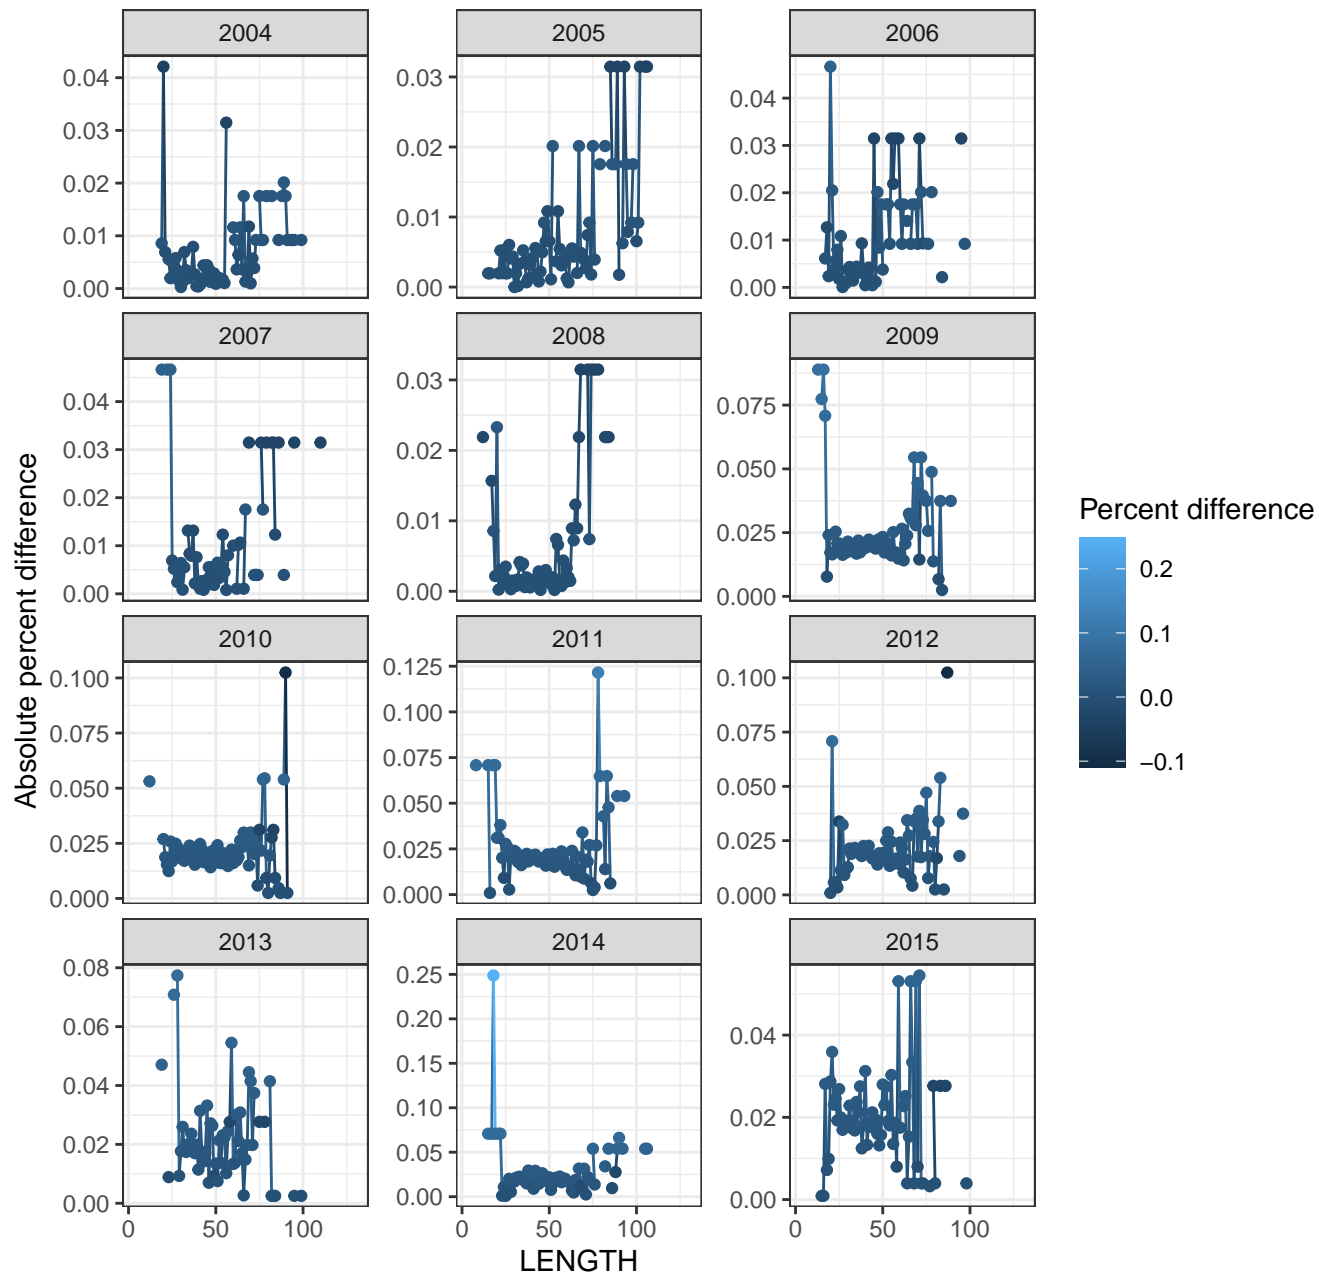 2004 2005 2006
0.04 0.03 0.02 0.01 0.00
0.03 0.02 0.01 0.00
0.04 0.03 0.02 0.01 0.00
2007 2008 2009
0.04 0.03 0.02 0.01 0.00
0.03 0.02 0.01 0.00
0.075 0.050 0.025 0.000
2010 2011 2012
0.100 0.075 0.050 0.025 0.000
0.125 0.100 0.075 0.050 0.025 0.000
0.100 0.075 0.050 0.025 0.000
2013 2014 2015
0.08 0.06 0.04 0.02 0.00
0.25 0.20 0.15 0.10 0.05 0.00
0.04 0.02 0.00
0 50 100 0 50 100 0 50 100
LENGTH
Absolute percent difference
Percent difference
0.2
0.1
0.0
−0.1